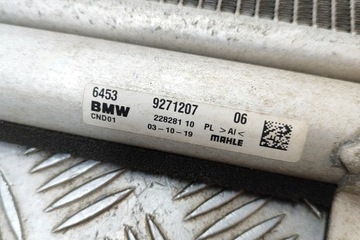 6453 9271207 06
BMW 228281 10 PL >Al<
CND01 03-10-19 MAHLE